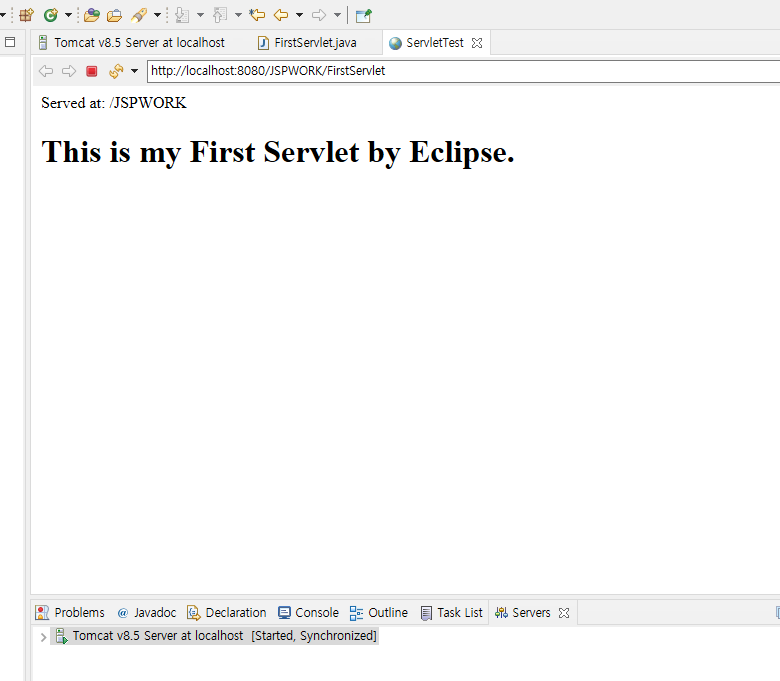 Tomcat v8.5 Server at localhost FirstServlet.java ServletTest
http://localhost:8080/JSPWORK/FirstServlet
Served at: /JSPWORK
This is my First Servlet by Eclipse.
Problems @ Javadoc Declaration Console Outline Task List Servers
Tomcat v8.5 Server at localhost [Started, Synchronized]